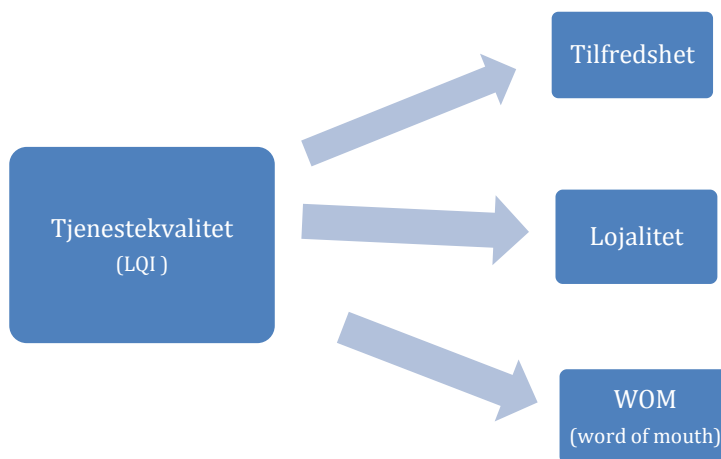 Tilfredshet
Tjenestekvalitet
(LQI )
Lojalitet
WOM
(word of mouth)